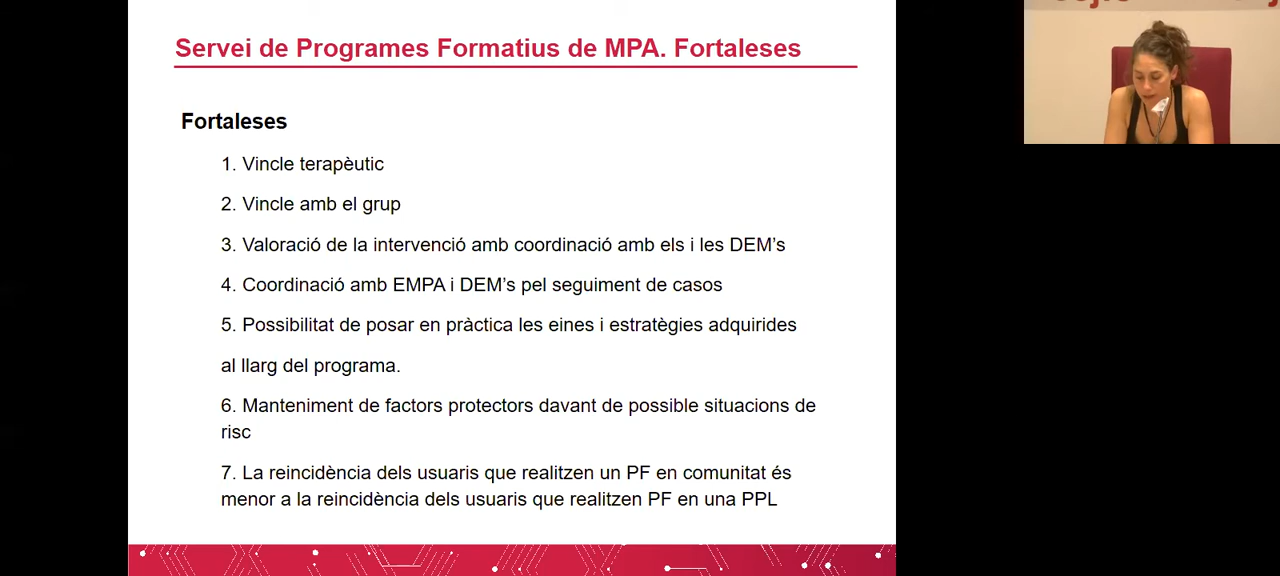 Servei de Programes Formatius de MPA. Fortaleses
Fortaleses
1. Vincle terapèutic
2. Vincle amb el grup
3. Valoració de la intervenció amb coordinació amb els i les DEM’s
4. Coordinació amb EMPA i DEM’s pel seguiment de casos
5. Possibilitat de posar en pràctica les eines i estratègies adquirides
al llarg del programa.
6. Manteniment de factors protectors davant de possible situacions de
risc
7. La reincidència dels usuaris que realitzen un PF en comunitat és
menor a la reincidència dels usuaris que realitzen PF en una PPL